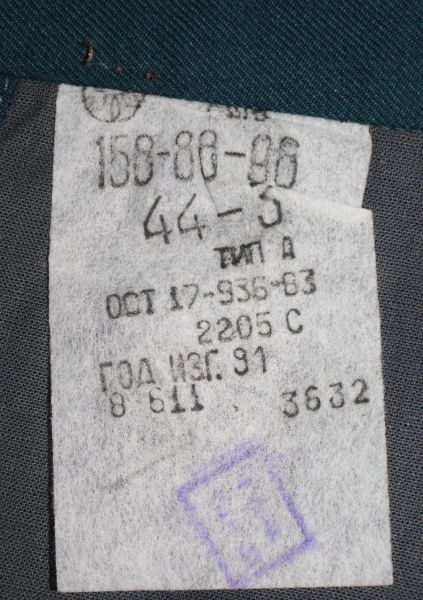 158-88-96
44-3
ТИП А
ОСТ 17-936-83
2205 С
ГОД ИЗГ. 91
8 611 3632